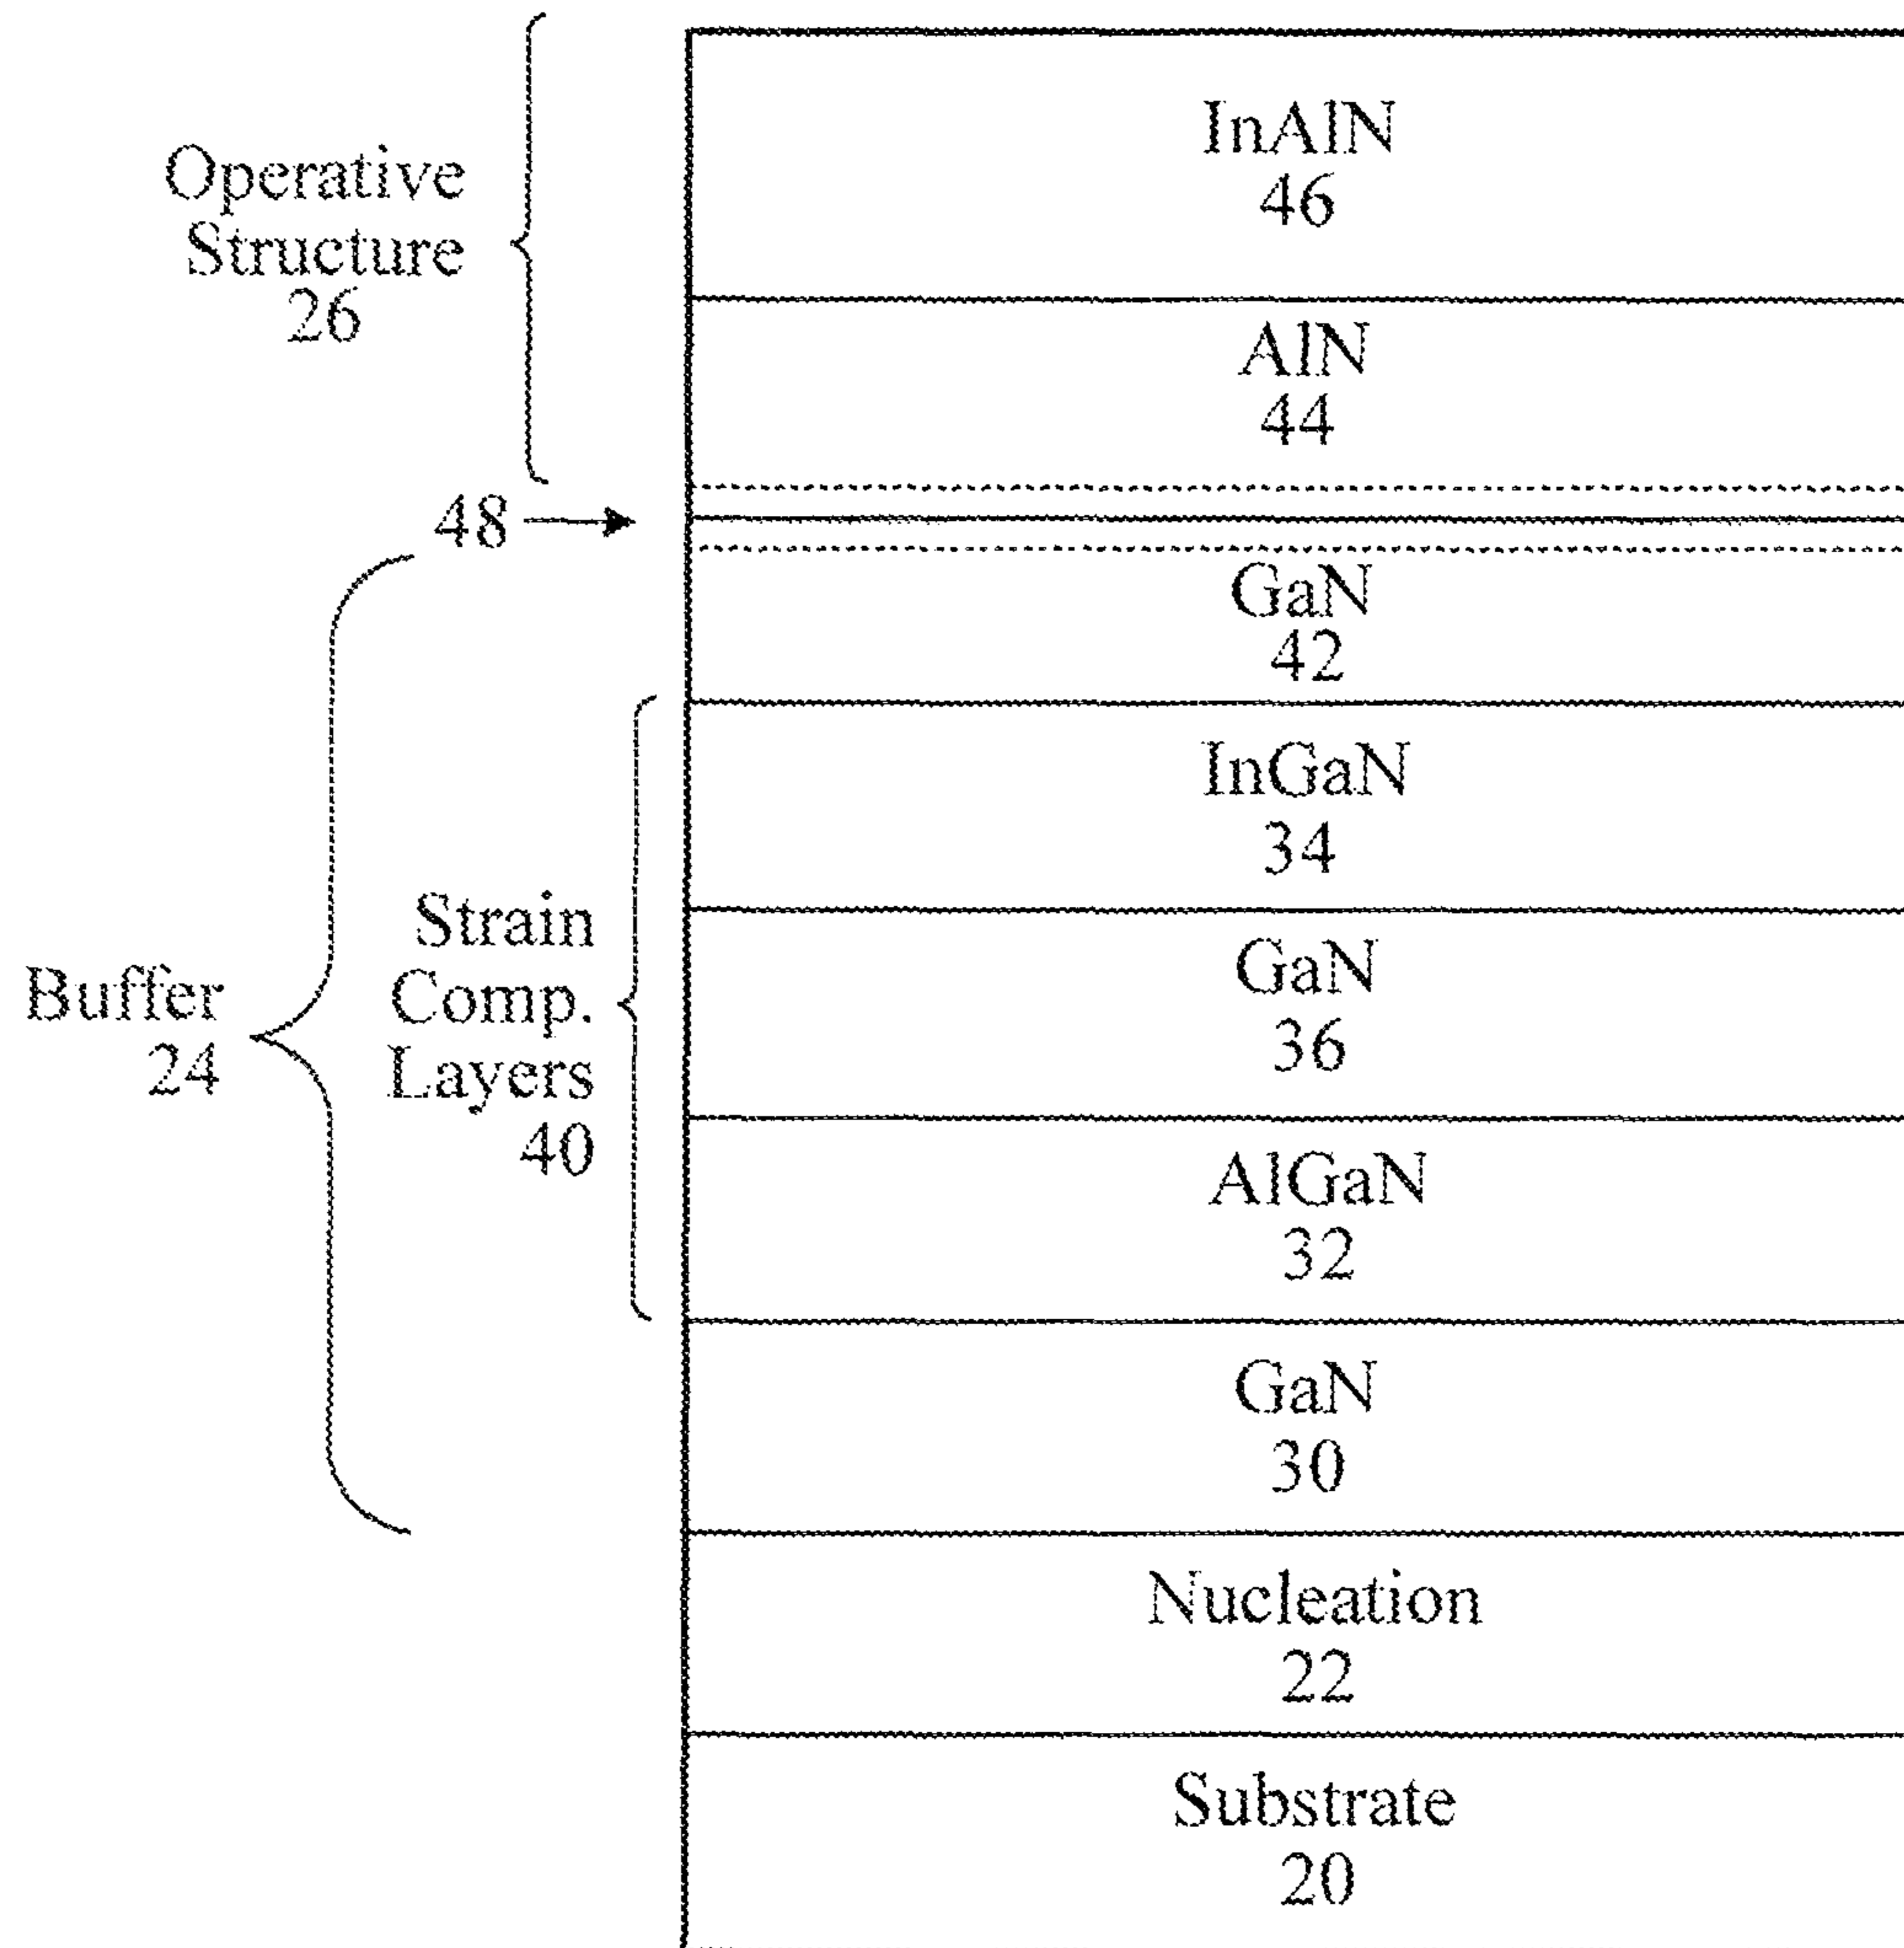 InAlN
46
Operative
Structure
26
AlN
44
48
GaN
42
InGaN
34
Strain
Comp.
Layers
40
GaN
36
Buffer
24
AlGaN
32
GaN
30
Nucleation
22
Substrate
20